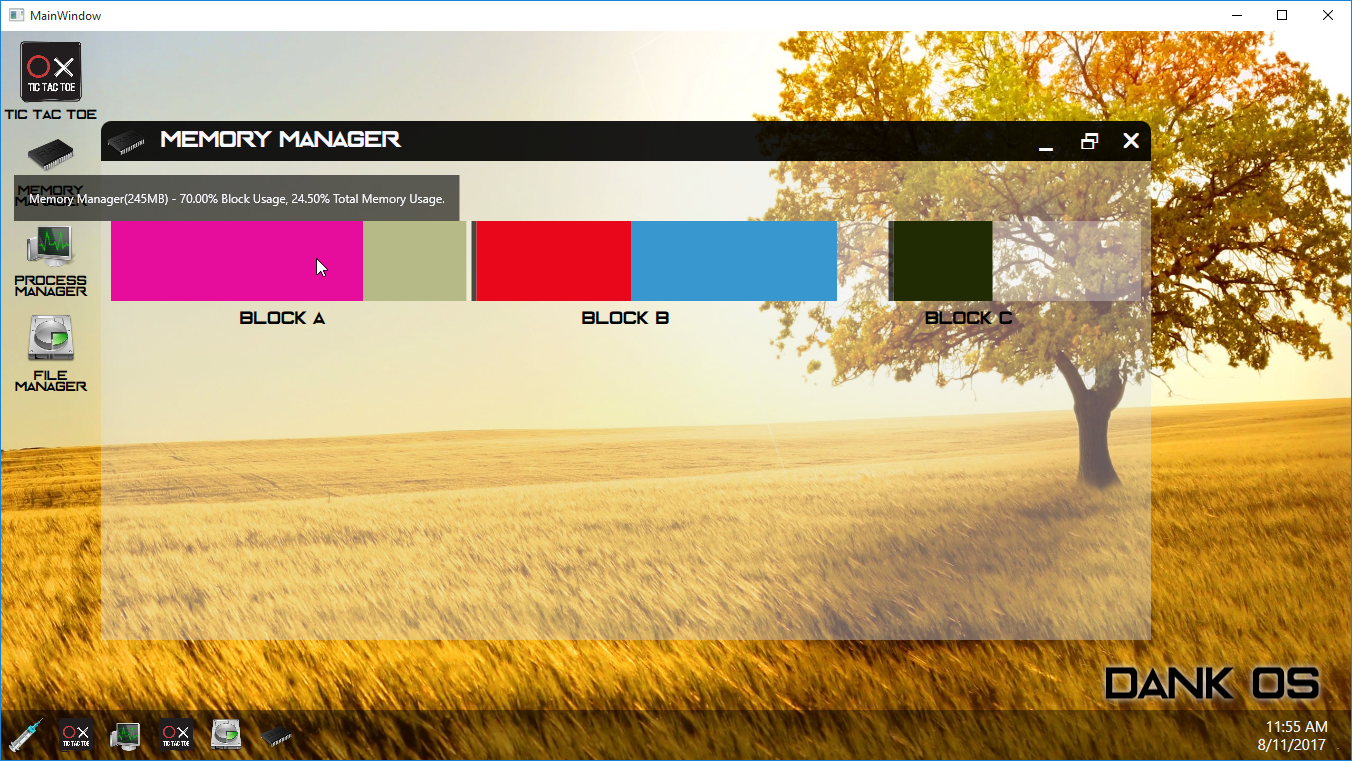 MainWindow
TIC TAC TOE
TIC TAC TOE
MEMORY MANAGER
MEMORY
MANAGER
Memory Manager(245MB) - 70.00% Block Usage, 24.50% Total Memory Usage.
PROCESS
MANAGER
FILE
MANAGER
BLOCK A
BLOCK B
BLOCK C
DANK OS
TIC TAC TOE
TIC TAC TOE
11:55 AM
8/11/2017